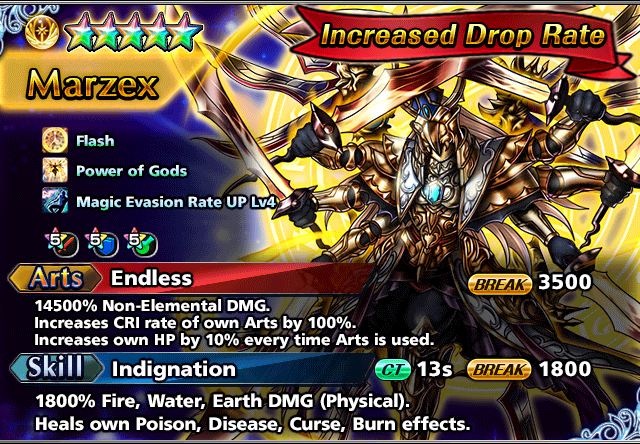 Increased Drop Rate
Marzex
Flash
Power of Gods
Magic Evasion Rate UP Lv4
5 5 5
Arts Endless BREAK 3500
14500% Non-Elemental DMG.
Increases CRI rate of own Arts by 100%.
Increases own HP by 10% every time Arts is used.
Skill Indignation CT 13s BREAK 1800
1800% Fire, Water, Earth DMG (Physical).
Heals own Poison, Disease, Curse, Burn effects.